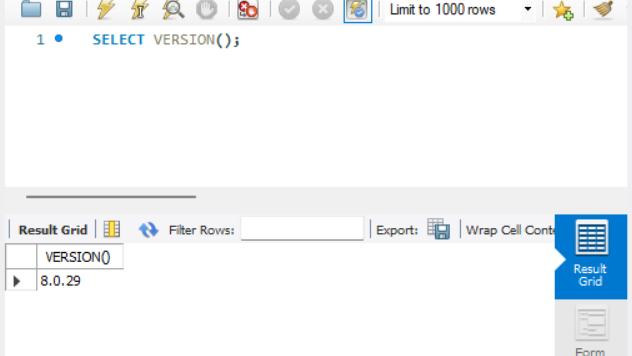 Limit to 1000 rows
1 SELECT VERSION();
Result Grid Filter Rows: Export: Wrap Cell Conte
VERSION()
8.0.29
Result
Grid
Form